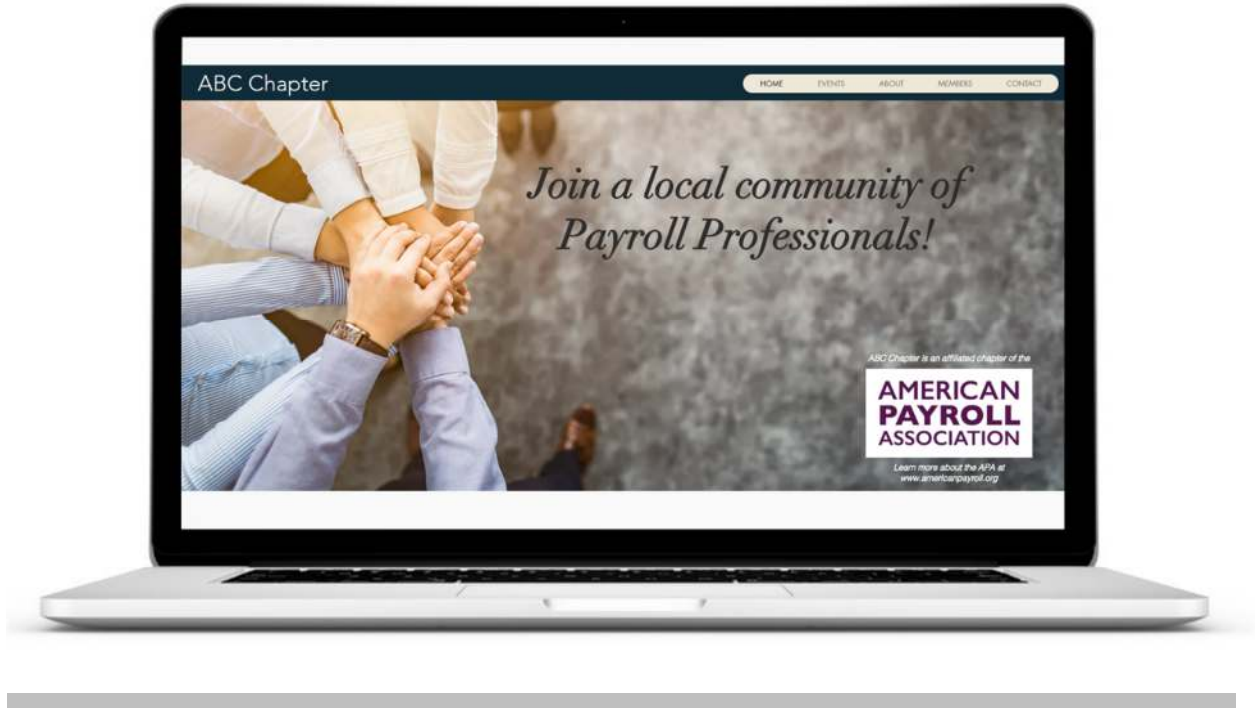 ABC Chapter
HOME EVENTS ABOUT MEMBERS CONTACT
Join a local community of
Payroll Professionals!
ABC Chapter is an affiliated chapter of the
AMERICAN
PAYROLL
ASSOCIATION
Learn more about the APA at
www.americanpayroll.org